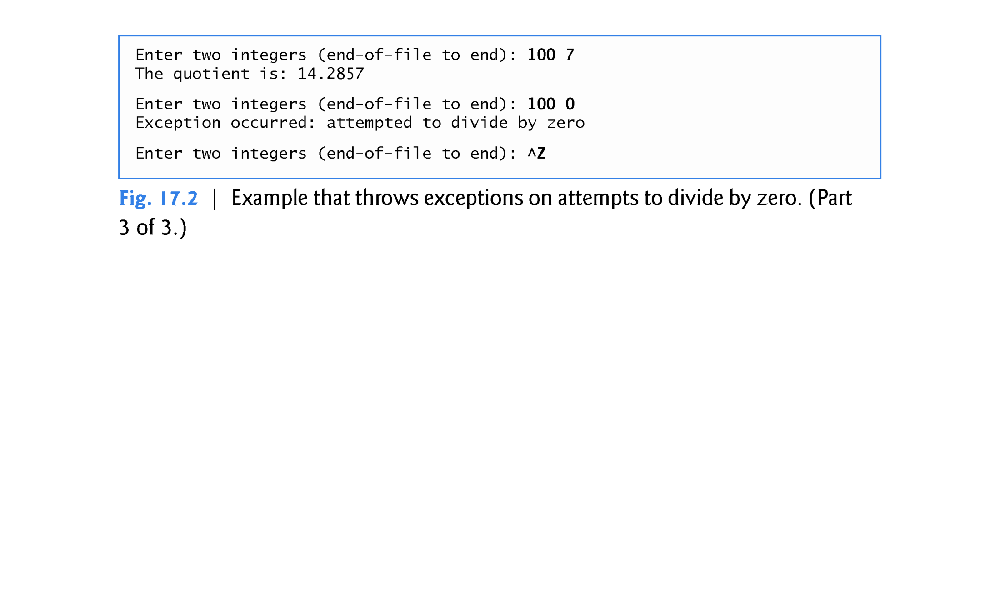 Enter two integers (end-of-file to end): 100 7
The quotient is: 14.2857
Enter two integers (end-of-file to end): 100 0
Exception occurred: attempted to divide by zero
Enter two integers (end-of-file to end): ^Z
Fig. 17.2 | Example that throws exceptions on attempts to divide by zero. (Part
3 of 3.)